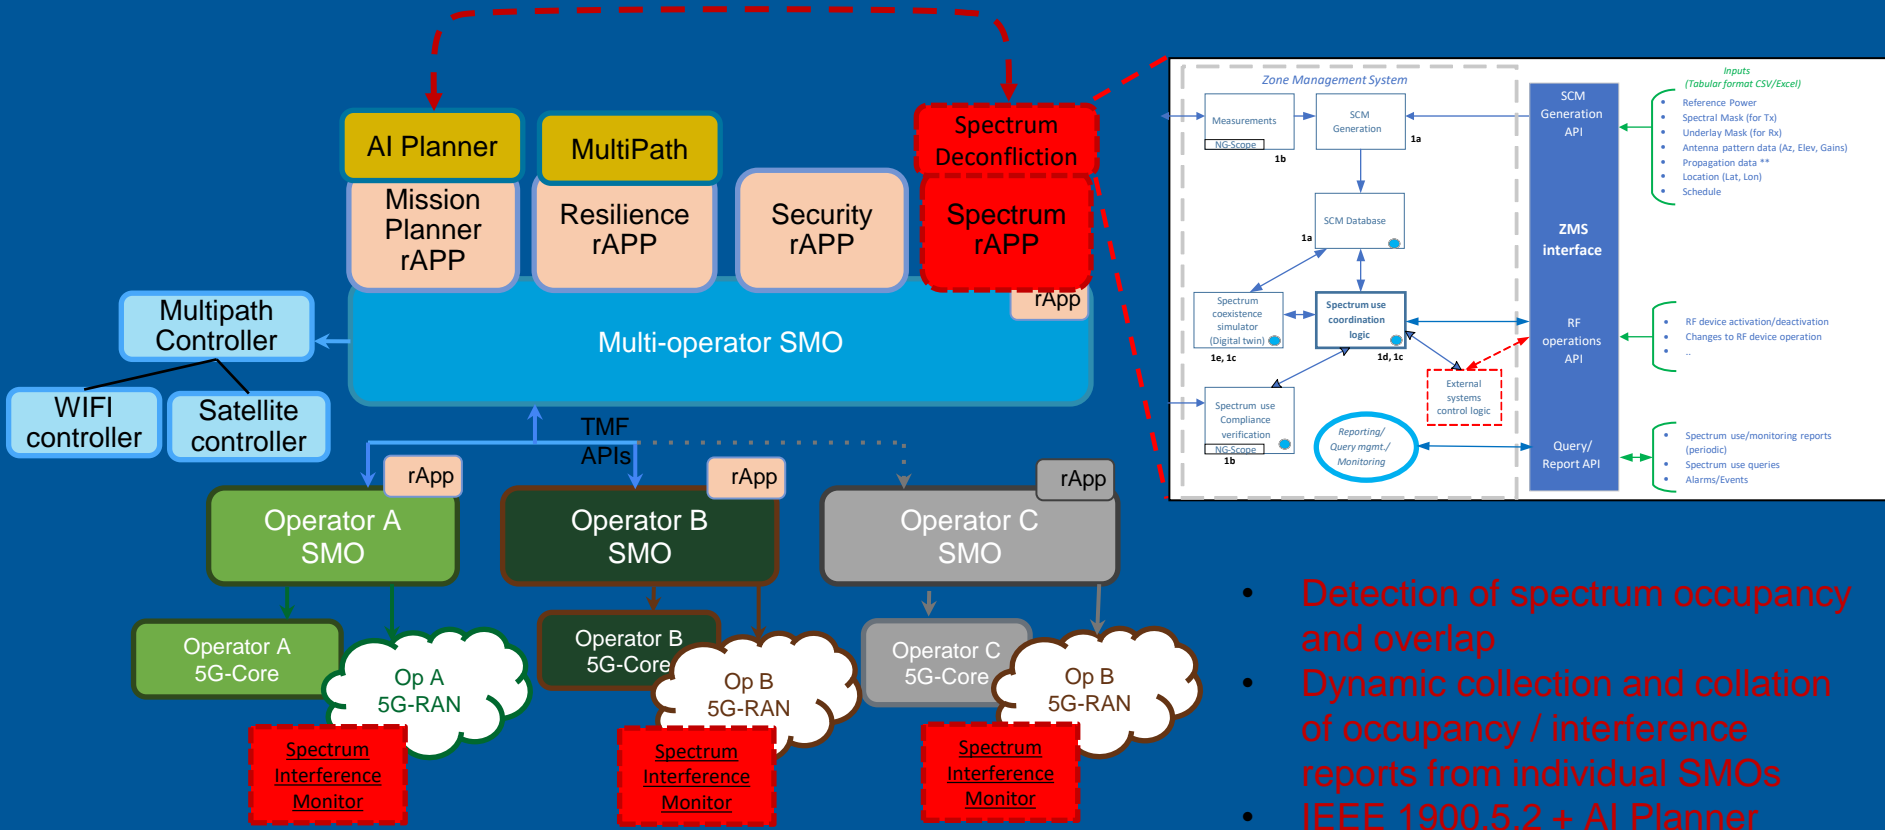 AI Planner
MultiPath
Spectrum
Deconfliction
Mission
Planner
rAPP
Resilience
rAPP
Security
rAPP
Spectrum
rAPP
rApp
Multipath
Controller
Multi-operator SMO
WIFI
controller
Satellite
controller
TMF
APIs
rApp
rApp
rApp
Operator A
SMO
Operator B
SMO
Operator C
SMO
Operator A
5G-Core
Op A
5G-RAN
Operator B
5G-Core
Op B
5G-RAN
Operator C
5G-Core
Op B
5G-RAN
Spectrum
Interference
Monitor
Spectrum
Interference
Monitor
Spectrum
Interference
Monitor
Zone Management System
Measurements
NG-Scope
1b
SCM
Generation
1a
SCM Database
1a
Spectrum
coexistence
simulator
(Digital twin)
1e, 1c
Spectrum use
coordination
logic
1d, 1c
External
systems
control logic
Spectrum use
Compliance
verification
NG-Scope
1b
Reporting/
Query mgmt./
Monitoring
SCM
Generation
API
ZMS
interface
RF
operations
API
Query/
Report API
Inputs
(Tabular format CSV/Excel)
• Reference Power
• Spectral Mask (for Tx)
• Underlay Mask (for Rx)
• Antenna pattern data (Az, Elev, Gains)
• Propagation data **
• Location (Lat, Lon)
• Schedule
• RF device activation/deactivation
• Changes to RF device operation
• ..
• Spectrum use/monitoring reports
(periodic)
• Spectrum use queries
• Alarms/Events
• Detection of spectrum occupancy
and overlap
• Dynamic collection and collation
of occupancy / interference
reports from individual SMOs
• IEEE 1900.5.2 + AI Planner